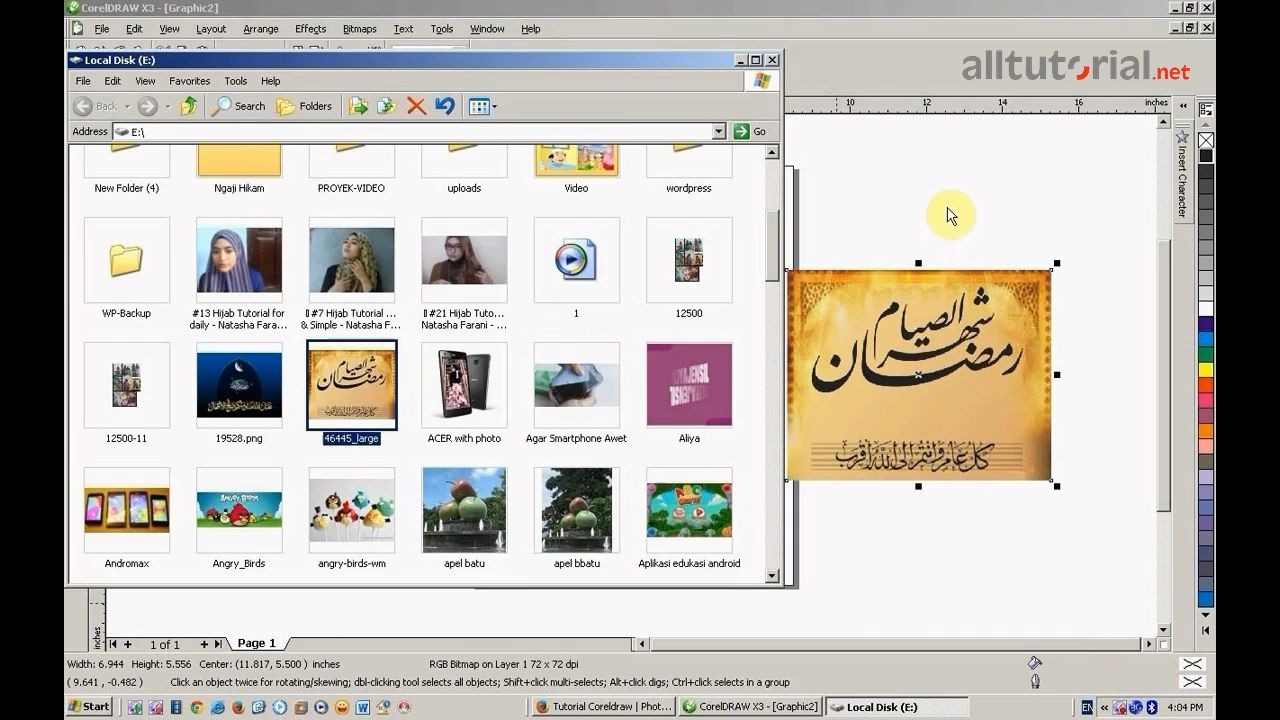 CorelDRAW X3 - [Graphic2]
File Edit View Layout Arrange Effects Bitmaps Text Tools Window Help
alltutorial.net
Local Disk (E:)
File Edit View Favorites Tools Help
Back Search Folders
Address E:\ Go
10 12 14 16 inches
Insert Character
New Folder (4) Ngaji Hikam PROYEK-VIDEO uploads Video wordpress
WP-Backup #13 Hijab Tutorial for #7 Hijab Tutorial ... #21 Hijab Tuto... 1 12500
daily - Natasha Fara... & Simple - Natasha F... Natasha Farani - ...
شهر الصيام
رمضان
كل عام وانتم الى الله أقرب
12500-11 19528.png 46445_large ACER with photo Agar Smartphone Awet Aliya
Andromax Angry_Birds angry-birds-wm apel batu apel bbatu Aplikasi edukasi android
inches
1 of 1 Page 1
Width: 6.944 Height: 5.556 Center: (11.817, 5.500 ) inches RGB Bitmap on Layer 1 72 x 72 dpi
( 9.641 , -0.482 ) Click an object twice for rotating/skewing; dbl-clicking tool selects all objects; Shift+click multi-selects; Alt+click digs; Ctrl+click selects in a group
Start Tutorial Coreldraw | Phot... CorelDRAW X3 - [Graphic2] Local Disk (E:) EN 4:04 PM